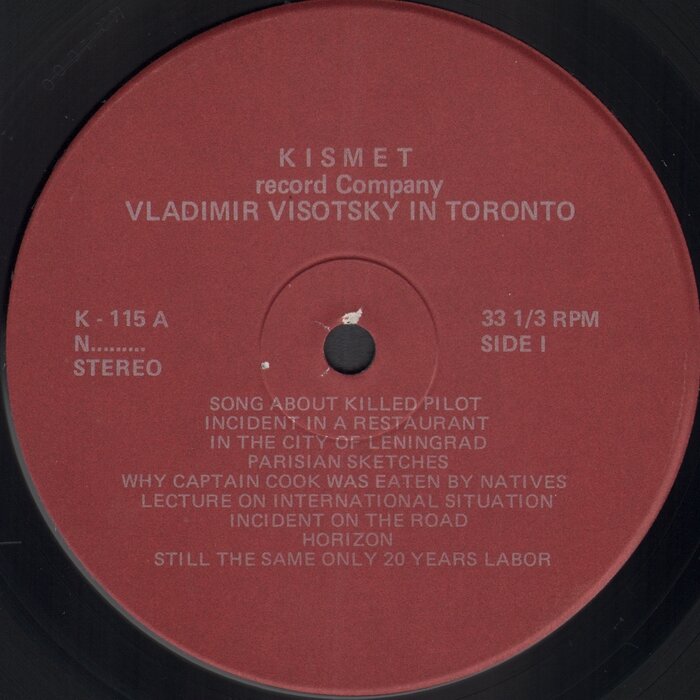 KISMET
record Company
VLADIMIR VISOTSKY IN TORONTO
K - 115 A
N.........
STEREO
33 1/3 RPM
SIDE I
SONG ABOUT KILLED PILOT
INCIDENT IN A RESTAURANT
IN THE CITY OF LENINGRAD
PARISIAN SKETCHES
WHY CAPTAIN COOK WAS EATEN BY NATIVES
LECTURE ON INTERNATIONAL SITUATION
INCIDENT ON THE ROAD
HORIZON
STILL THE SAME ONLY 20 YEARS LABOR